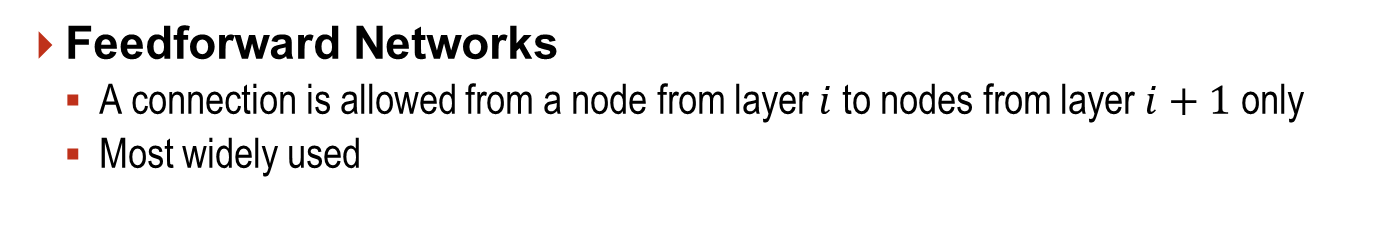 Feedforward Networks
A connection is allowed from a node from layer i to nodes from layer i + 1 only
Most widely used